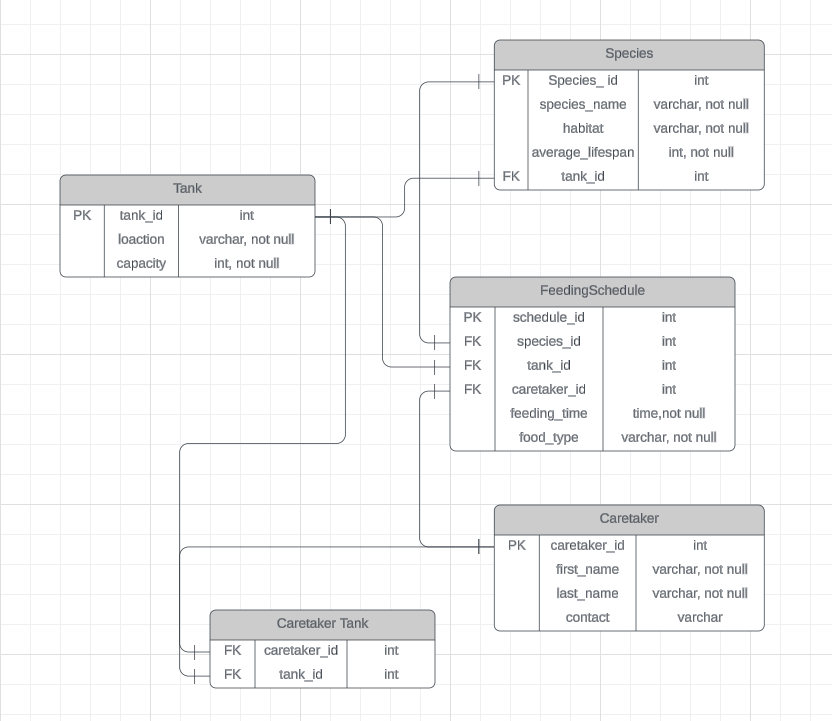 Species
PK Species_ id int
species_name varchar, not null
habitat varchar, not null
average_lifespan int, not null
FK tank_id int
Tank
PK tank_id int
loaction varchar, not null
capacity int, not null
FeedingSchedule
PK schedule_id int
FK species_id int
FK tank_id int
FK caretaker_id int
feeding_time time,not null
food_type varchar, not null
Caretaker
PK caretaker_id int
first_name varchar, not null
last_name varchar, not null
contact varchar
Caretaker Tank
FK caretaker_id int
FK tank_id int